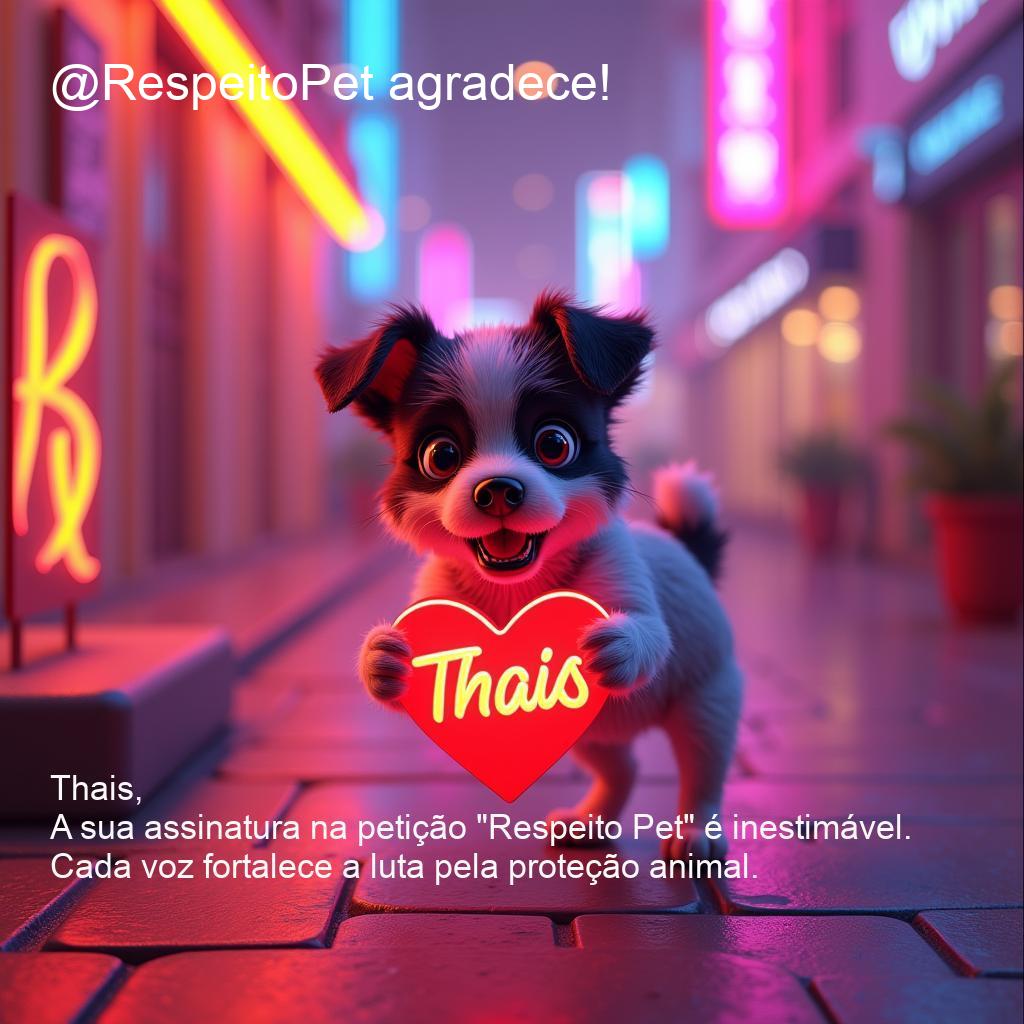 @RespeitoPet agradece!
Thais
Thais,
A sua assinatura na petição "Respeito Pet" é inestimável.
Cada voz fortalece a luta pela proteção animal.